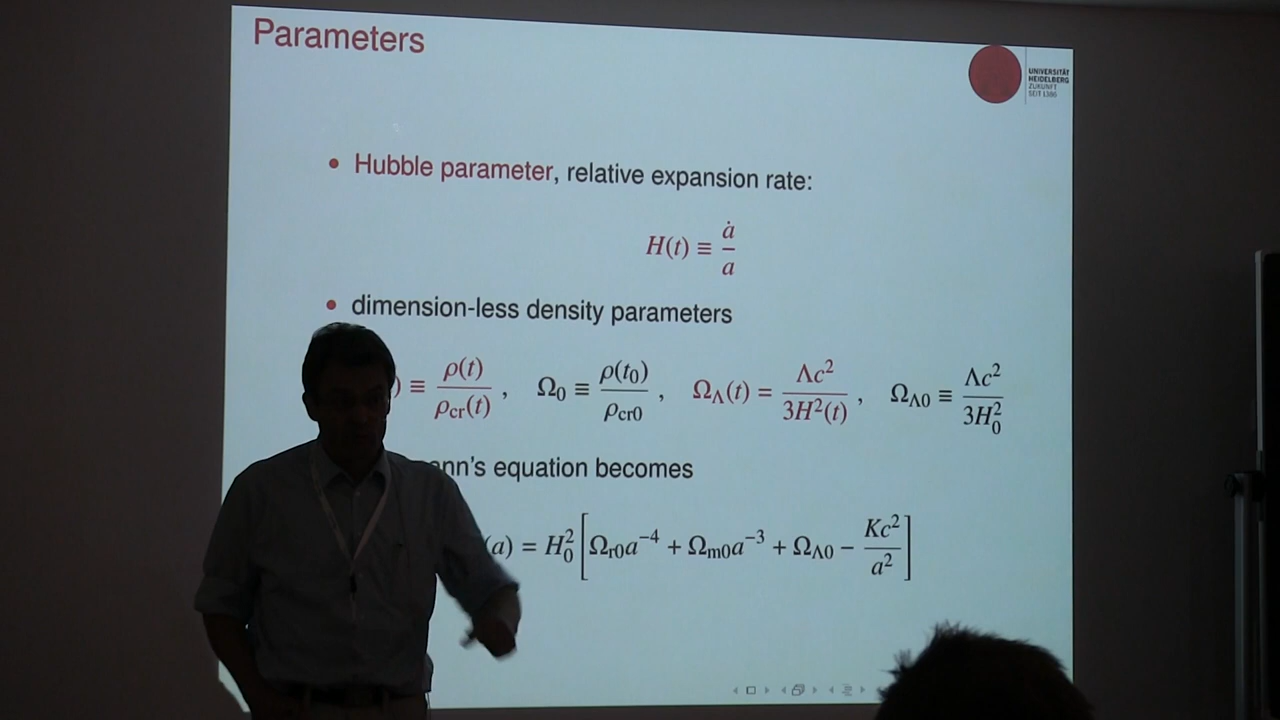 Parameters
UNIVERSITÄT
HEIDELBERG
ZUKUNFT
SEIT 1386
• Hubble parameter, relative expansion rate:
H(t) ≡ ȧ/a
• dimension-less density parameters
) ≡ ρ(t)/ρcr(t) , Ω0 ≡ ρ(t0)/ρcr0 , ΩΛ(t) = Λc²/3H²(t) , ΩΛ0 ≡ Λc²/3H0²
ann's equation becomes
(a) = H0² [Ωr0a⁻⁴ + Ωm0a⁻³ + ΩΛ0 − Kc²/a²]